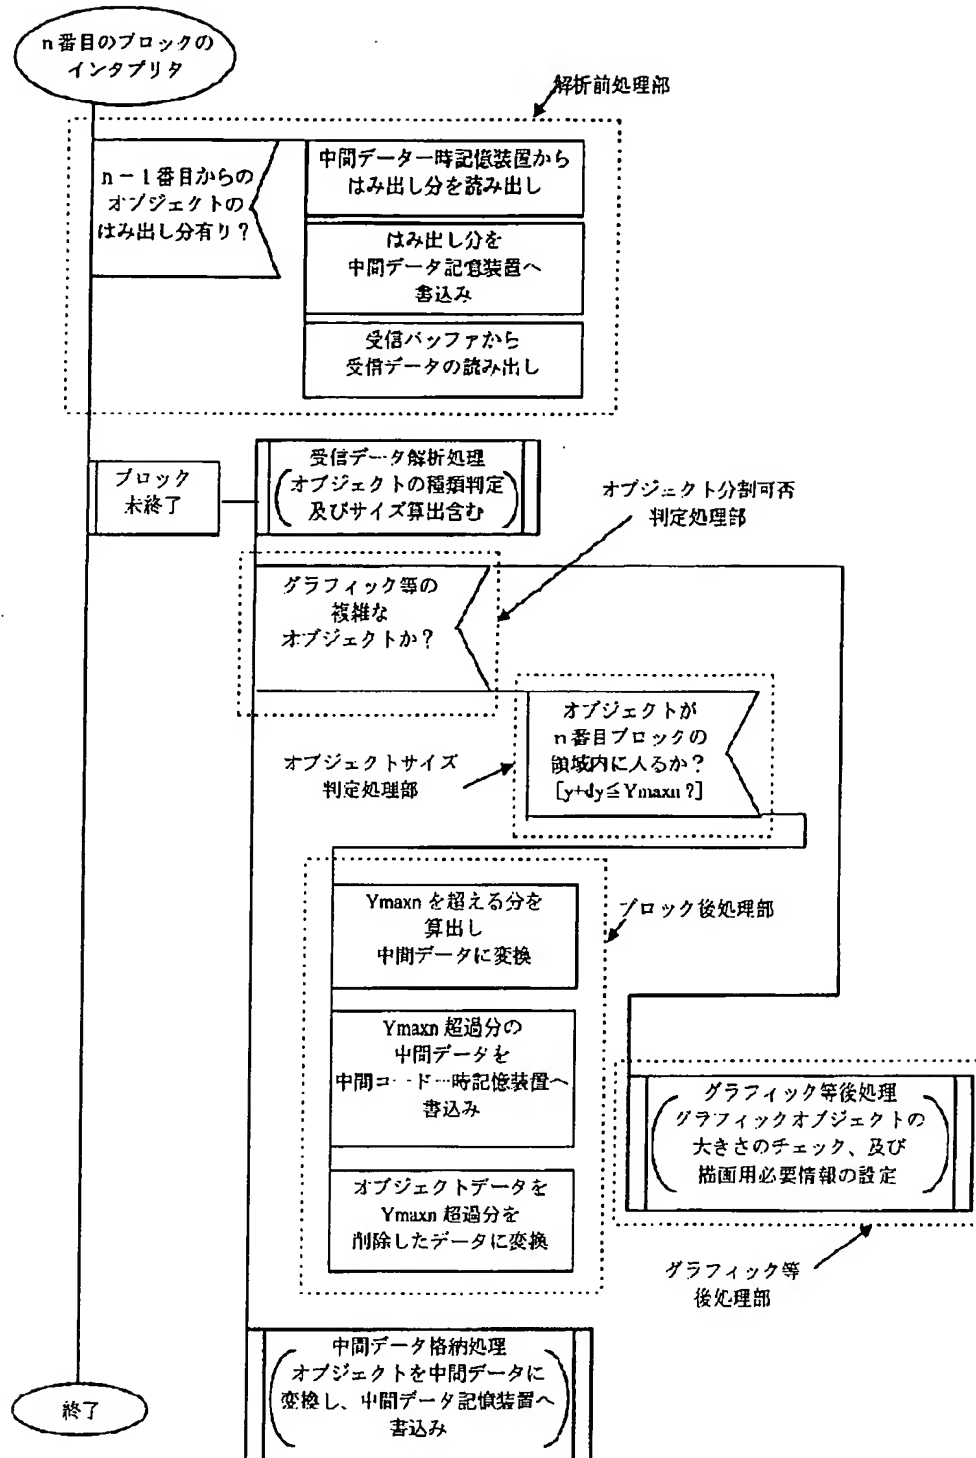 n番目のブロックの
インタプリタ
解析前処理部
n-1番目からの
オブジェクトの
はみ出し分有り?
中間データ一時記憶装置から
はみ出し分を読み出し
はみ出し分を
中間データ記憶装置へ
書込み
受信バッファから
受信データの読み出し
ブロック
未終了
受信データ解析処理
オブジェクトの種類判定
及びサイズ算出含む
オブジェクト分割可否
判定処理部
グラフィック等の
複雑な
オブジェクトか?
オブジェクトが
n番目ブロックの
領域内に入るか?
[y+dy≦Ymaxn?]
オブジェクトサイズ
判定処理部
Ymaxnを超える分を
算出し
中間データに変換
ブロック後処理部
Ymaxn超過分の
中間データを
中間コード一時記憶装置へ
書込み
グラフィック等後処理
グラフィックオブジェクトの
大きさのチェック、及び
描画用必要情報の設定
オブジェクトデータを
Ymaxn超過分を
削除したデータに変換
グラフィック等
後処理部
中間データ格納処理
オブジェクトを中間データに
変換し、中間データ記憶装置へ
書込み
終了